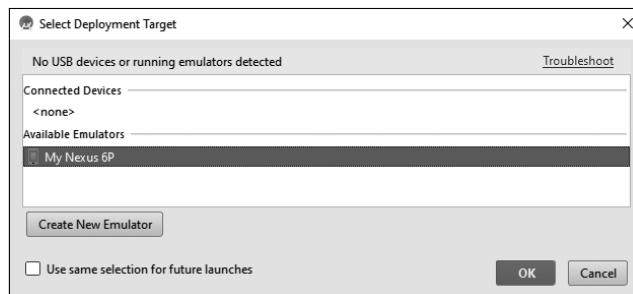 Select Deployment Target
No USB devices or running emulators detected Troubleshoot
Connected Devices
<none>
Available Emulators
My Nexus 6P
Create New Emulator
Use same selection for future launches
OK Cancel